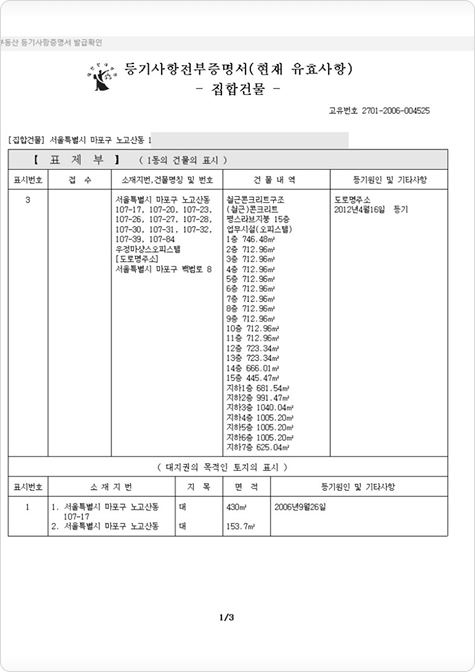 부동산 등기사항증명서 발급확인
등기사항전부증명서(현재 유효사항)
- 집합건물 -
고유번호 2701-2006-004525
[집합건물] 서울특별시 마포구 노고산동 1
【 표 제 부 】 ( 1동의 건물의 표시 )
표시번호 접 수 소재지번,건물명칭 및 번호 건 물 내 역 등기원인 및 기타사항
3 서울특별시 마포구 노고산동 철근콘크리트구조 도로명주소
107-17, 107-20, 107-23, (철근)콘크리트 2012년4월16일 등기
107-26, 107-27, 107-28, 평스라브지붕 15층
107-30, 107-31, 107-32, 업무시설(오피스텔)
107-39, 107-84 1층 746.48㎡
우정마샹스오피스텔 2층 712.96㎡
[도로명주소] 3층 712.96㎡
서울특별시 마포구 백범로 8 4층 712.96㎡
5층 712.96㎡
6층 712.96㎡
7층 712.96㎡
8층 712.96㎡
9층 712.96㎡
10층 712.96㎡
11층 712.96㎡
12층 723.34㎡
13층 723.34㎡
14층 666.01㎡
15층 445.47㎡
지하1층 681.54㎡
지하2층 991.47㎡
지하3층 1040.04㎡
지하4층 1005.20㎡
지하5층 1005.20㎡
지하6층 1005.20㎡
지하7층 625.04㎡
( 대지권의 목적인 토지의 표시 )
표시번호 소 재 지 번 지 목 면 적 등기원인 및 기타사항
1 1. 서울특별시 마포구 노고산동 대 430㎡ 2006년9월26일
107-17
2. 서울특별시 마포구 노고산동 대 153.7㎡
1/3